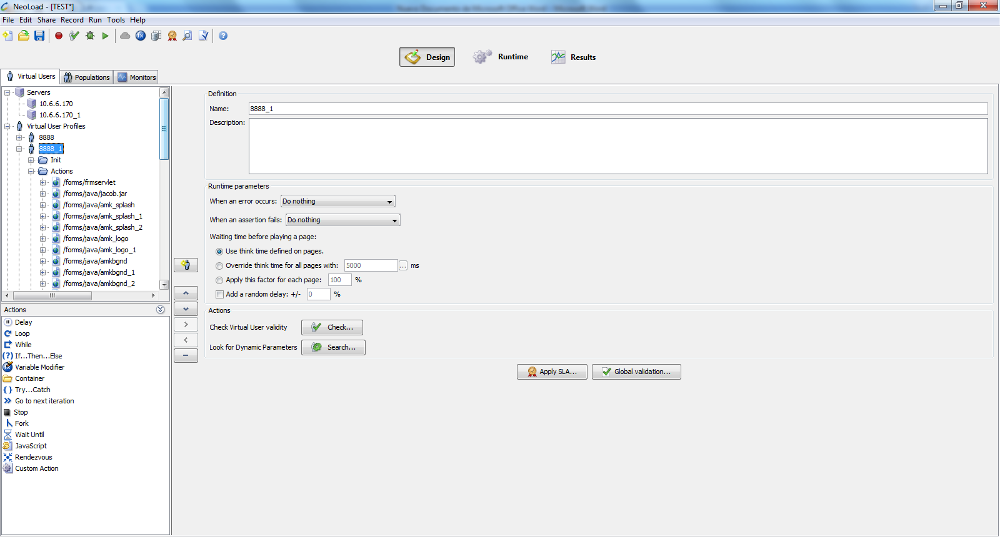 NeoLoad - [TEST*]
File Edit Share Record Run Tools Help
Design
Runtime
Results
Virtual Users
Populations
Monitors
Servers
10.6.6.170
10.6.6.170_1
Virtual User Profiles
8888
8888_1
Init
Actions
/forms/frmservlet
/forms/java/jacob.jar
/forms/java/amk_splash
/forms/java/amk_splash_1
/forms/java/amk_splash_2
/forms/java/amk_logo
/forms/java/amk_logo_1
/forms/java/amkbgnd
/forms/java/amkbgnd_1
/forms/java/amkbgnd_2
Actions
Delay
Loop
While
If...Then...Else
Variable Modifier
Container
Try...Catch
Go to next iteration
Stop
Fork
Wait Until
JavaScript
Rendezvous
Custom Action
Definition
Name: 8888_1
Description:
Runtime parameters
When an error occurs: Do nothing
When an assertion fails: Do nothing
Waiting time before playing a page:
Use think time defined on pages.
Override think time for all pages with: 5000 ... ms
Apply this factor for each page: 100 %
Add a random delay: +/- 0 %
Actions
Check Virtual User validity Check...
Look for Dynamic Parameters Search...
Apply SLA... Global validation...